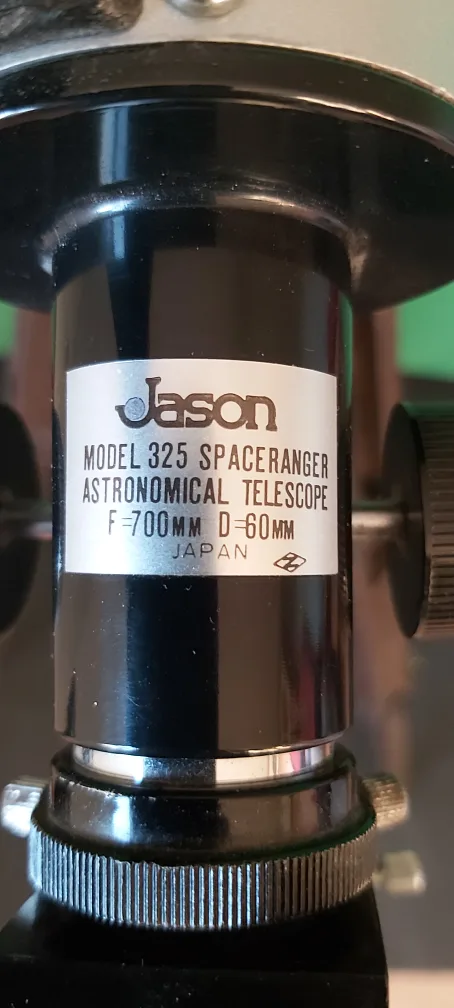 Jason
MODEL 325 SPACERANGER
ASTRONOMICAL TELESCOPE
F=700MM D=60MM
JAPAN